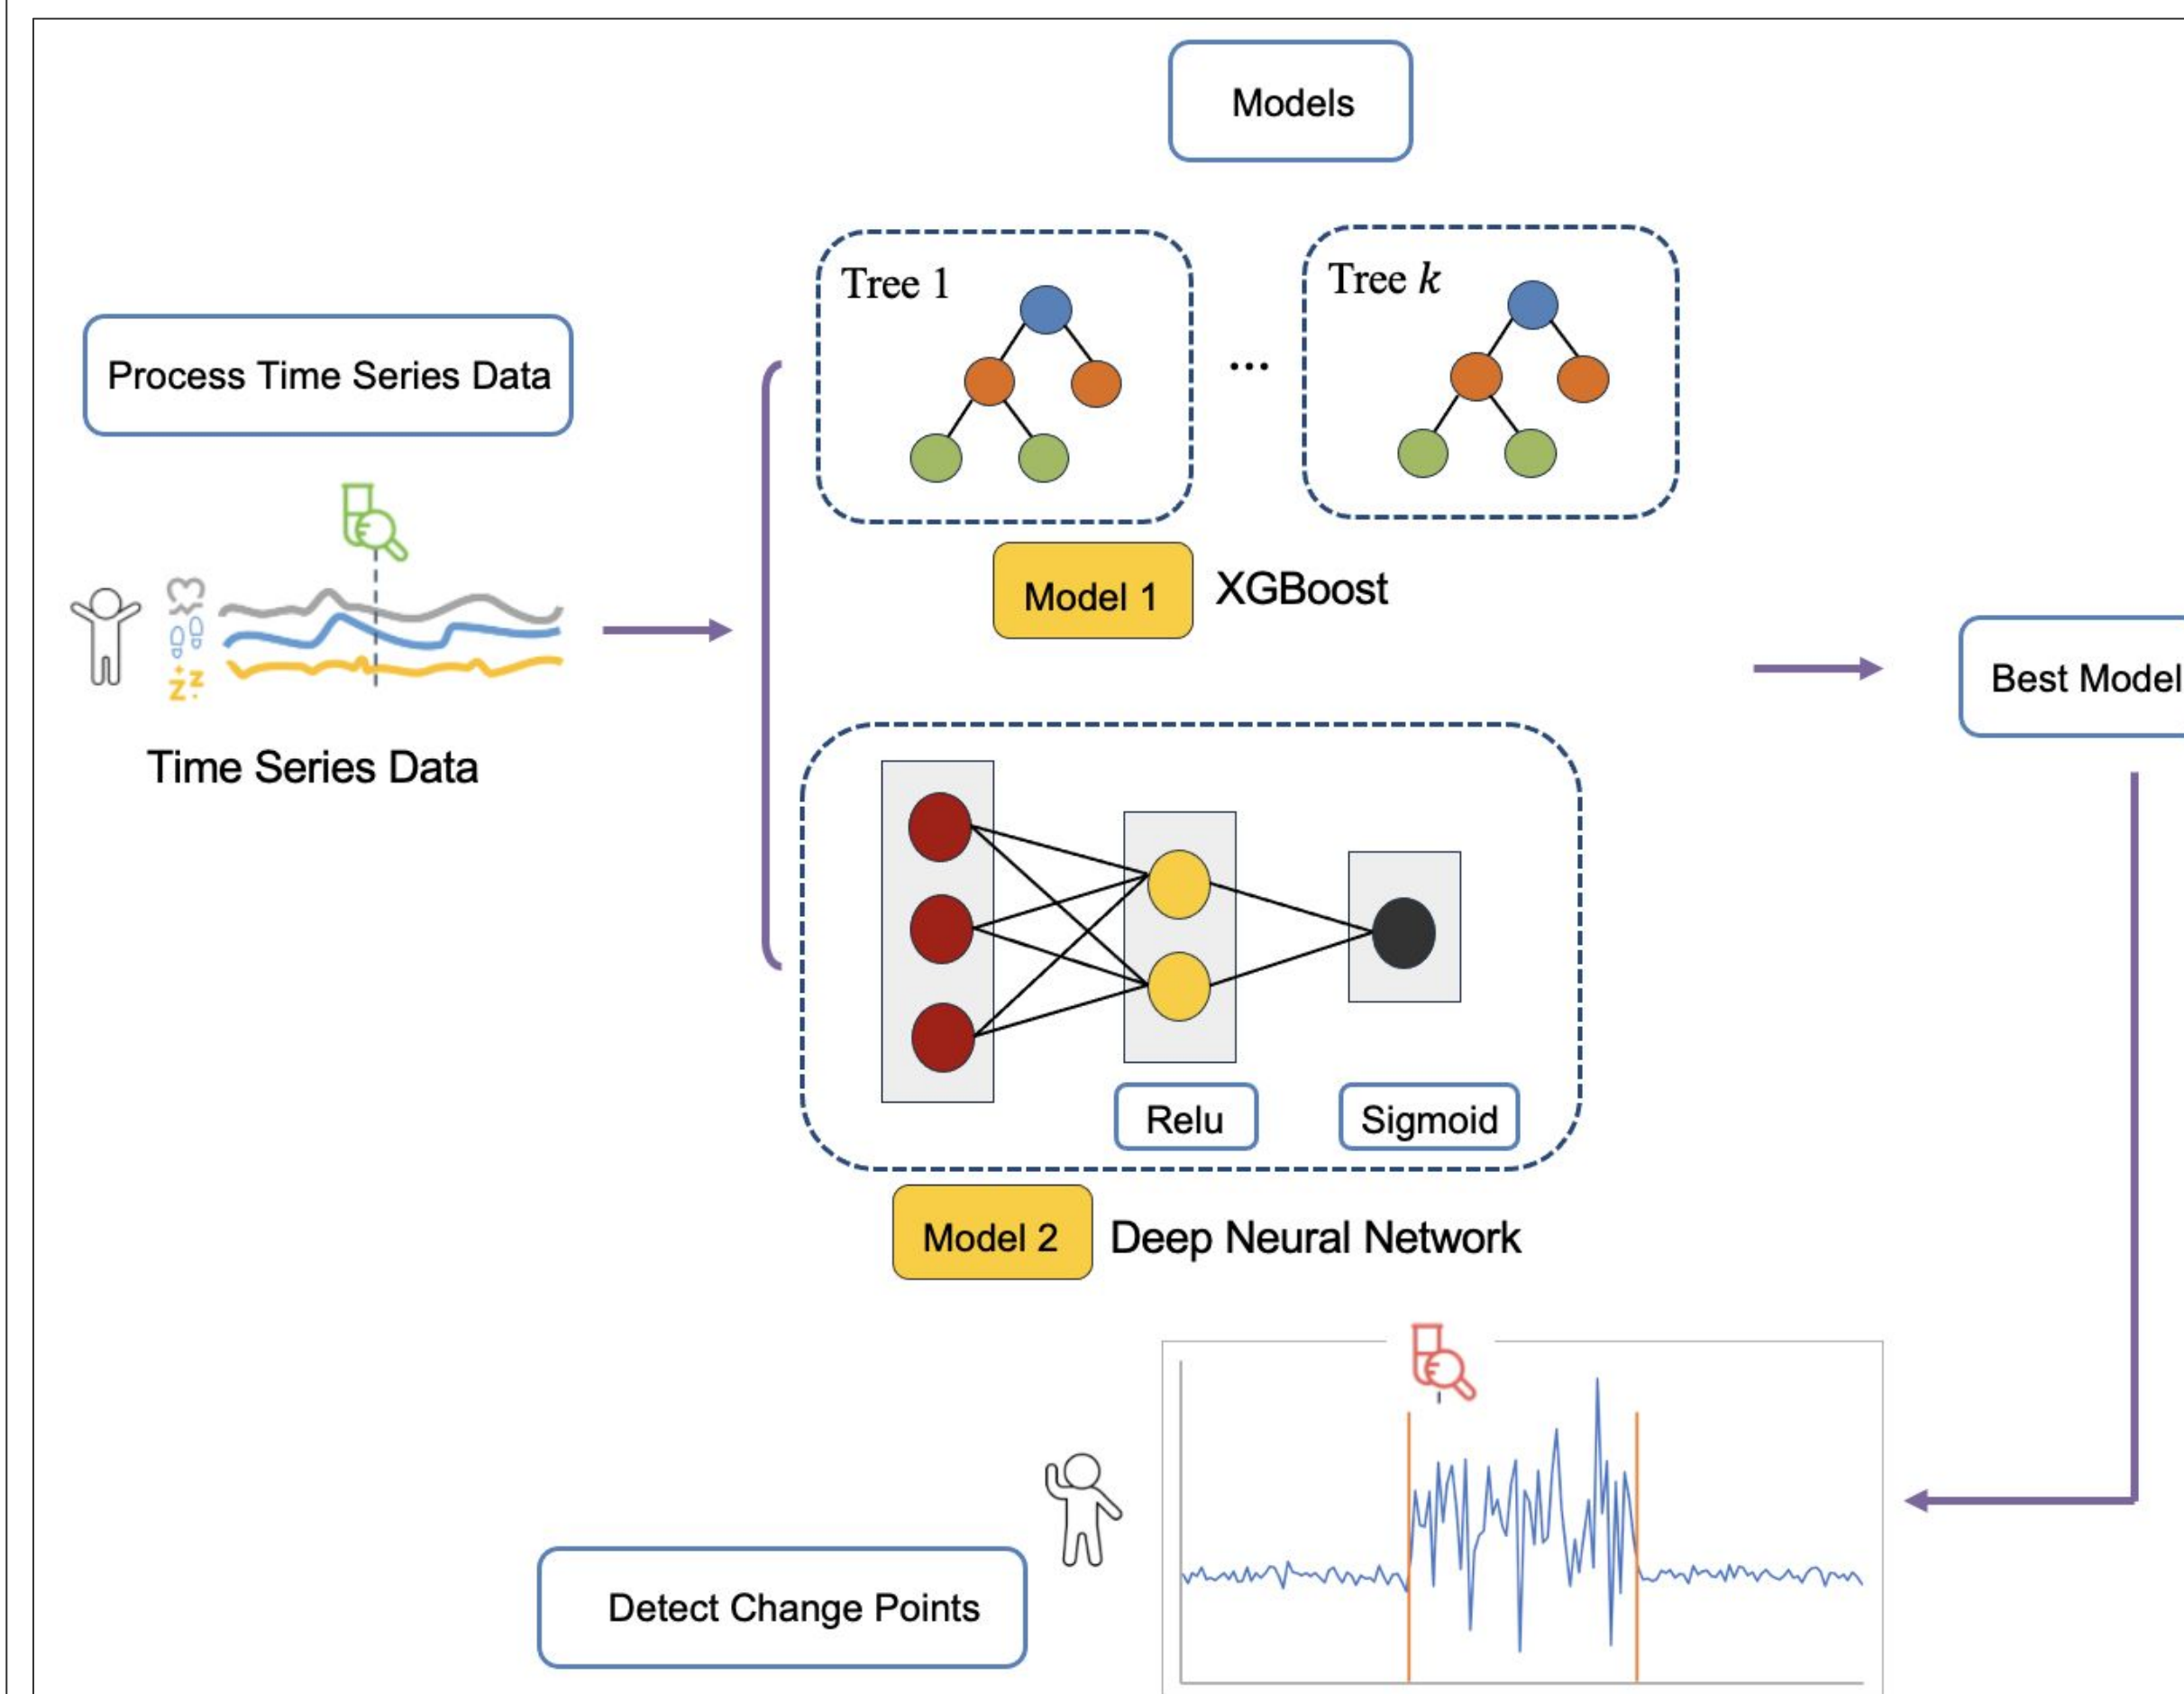 Models
Process Time Series Data
Tree 1
...
Tree k
Model 1
XGBoost
Time Series Data
Best Model
Relu
Sigmoid
Model 2
Deep Neural Network
Detect Change Points